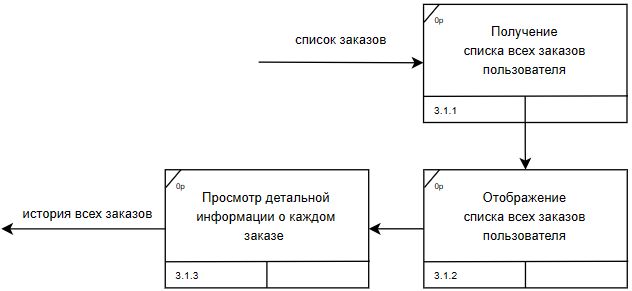 0р
Получение
списка всех заказов
пользователя
3.1.1
список заказов
0р
Отображение
списка всех заказов
пользователя
3.1.2
0р
Просмотр детальной
информации о каждом
заказе
3.1.3
история всех заказов